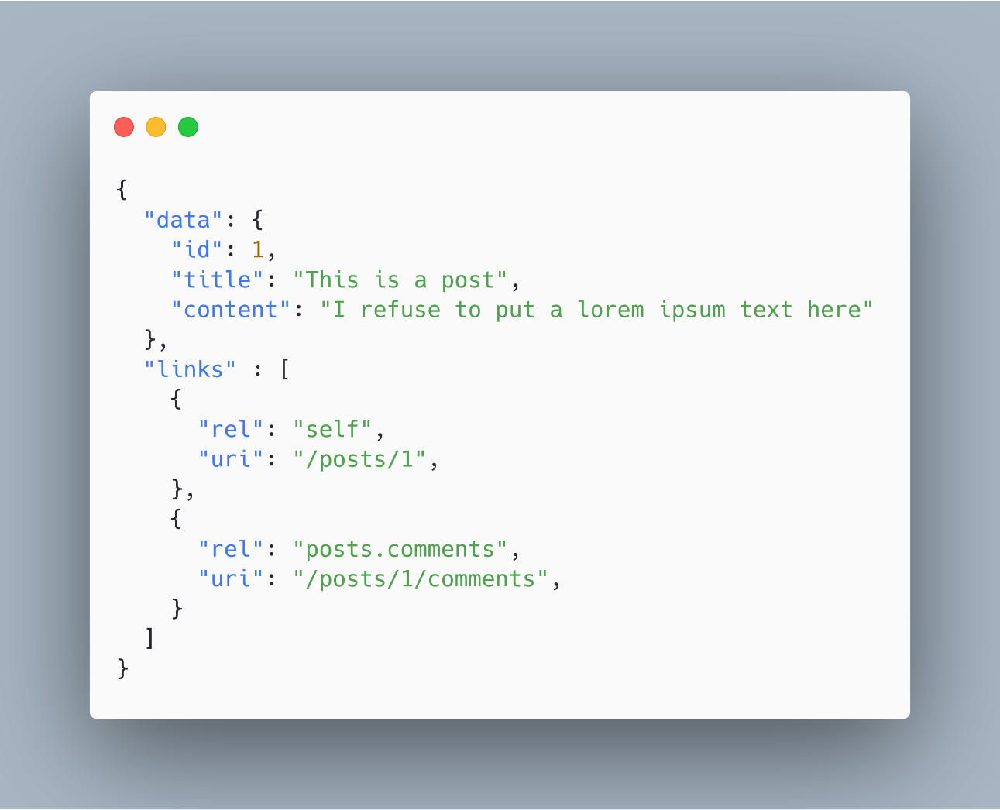 {
  "data": {
    "id": 1,
    "title": "This is a post",
    "content": "I refuse to put a lorem ipsum text here"
  },
  "links" : [
    {
      "rel": "self",
      "uri": "/posts/1",
    },
    {
      "rel": "posts.comments",
      "uri": "/posts/1/comments",
    }
  ]
}